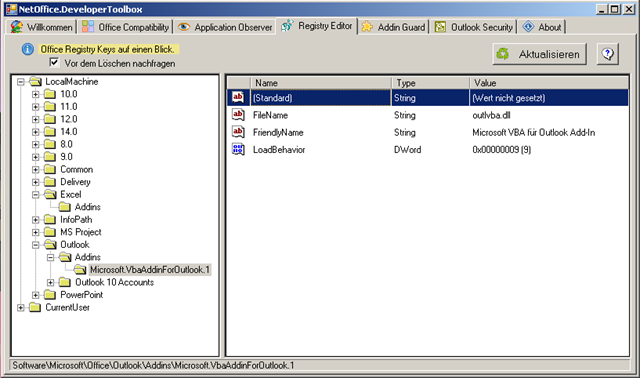 NetOffice.DeveloperToolbox
Willkommen Office Compatibility Application Observer Registry Editor Addin Guard Outlook Security About
Office Registry Keys auf einen Blick.
Vor dem Löschen nachfragen
Aktualisieren
LocalMachine
10.0
11.0
12.0
14.0
8.0
9.0
Common
Delivery
Excel
Addins
InfoPath
MS Project
Outlook
Addins
Microsoft.VbaAddinForOutlook.1
Outlook 10 Accounts
PowerPoint
CurrentUser
Name Type Value
(Standard) String (Wert nicht gesetzt)
FileName String outlvba.dll
FriendlyName String Microsoft VBA für Outlook Add-In
LoadBehavior DWord 0x00000009 (9)
Software\Microsoft\Office\Outlook\Addins\Microsoft.VbaAddinForOutlook.1